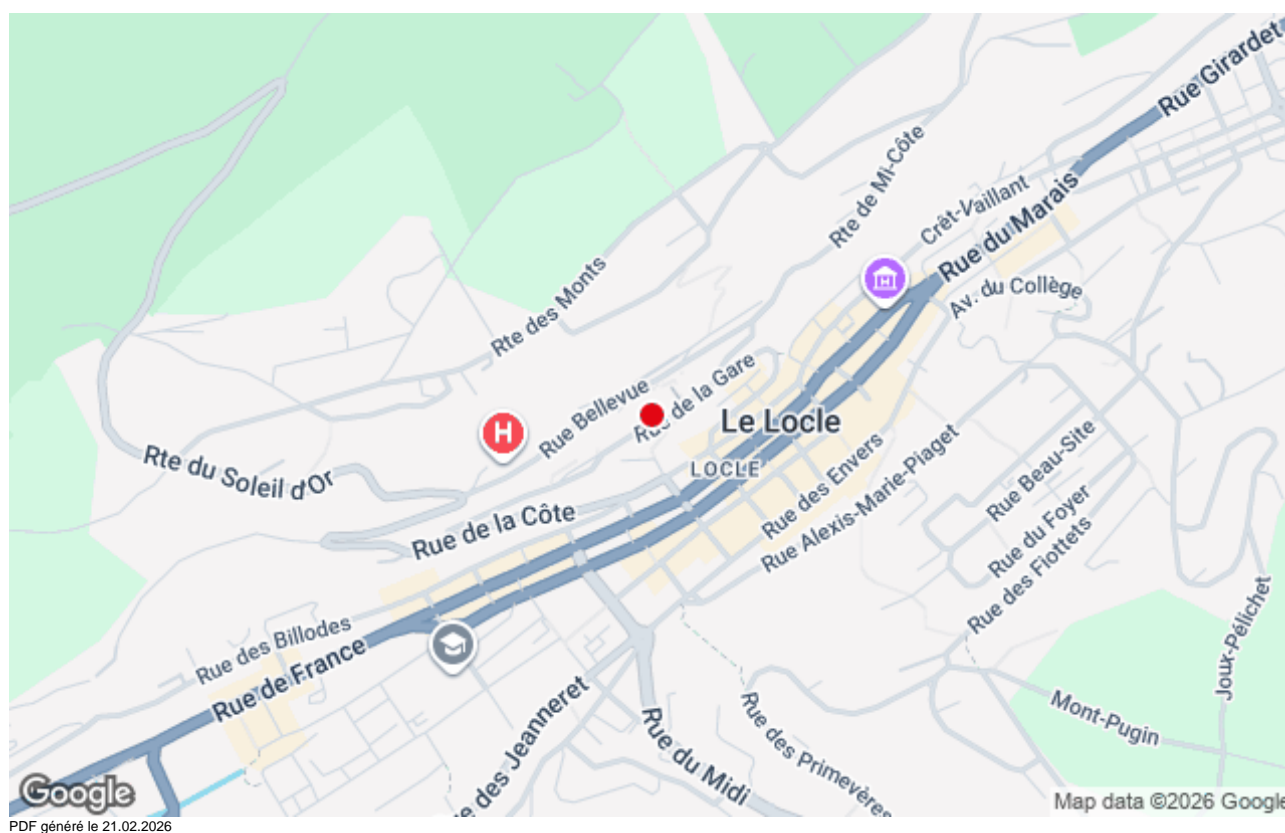 Rue Girardet
Rte de Mi-Côte
Crêt-Vaillant
Rue du Marais
Av. du Collège
Rte des Monts
Rue Bellevue
Rue de la Gare
Le Locle
LOCLE
H
Rte du Soleil d'Or
Rue de la Côte
Rue des Envers
Rue Alexis-Marie-Piaget
Rue Beau-Site
Rue du Foyer
Rue des Fiottets
Joux-Pélichet
Rue des Billodes
Rue de France
Mont-Pugin
e des Jeanneret
Rue du Midi
Rue des Primevères
Google
Map data ©2026 Google
PDF généré le 21.02.2026